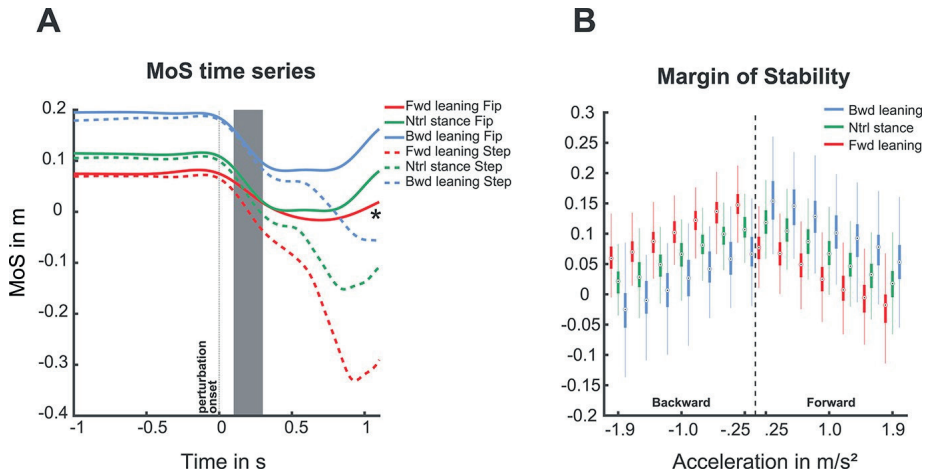 A
MoS time series
MoS in m
0.2
0.1
0
-0.1
-0.2
-0.3
-0.4
-1
-0.5
0
0.5
1
Time in s
perturbation
onset
*
Fwd leaning Fip
Ntrl stance Fip
Bwd leaning Fip
Fwd leaning Step
Ntrl stance Step
Bwd leaning Step
B
Margin of Stability
Bwd leaning
Ntrl stance
Fwd leaning
0.3
0.25
0.2
0.15
0.1
0.05
0
-0.05
-0.1
-0.15
-0.2
Backward
Forward
-1.9
-1.0
-.25
.25
1.0
1.9
Acceleration in m/s²